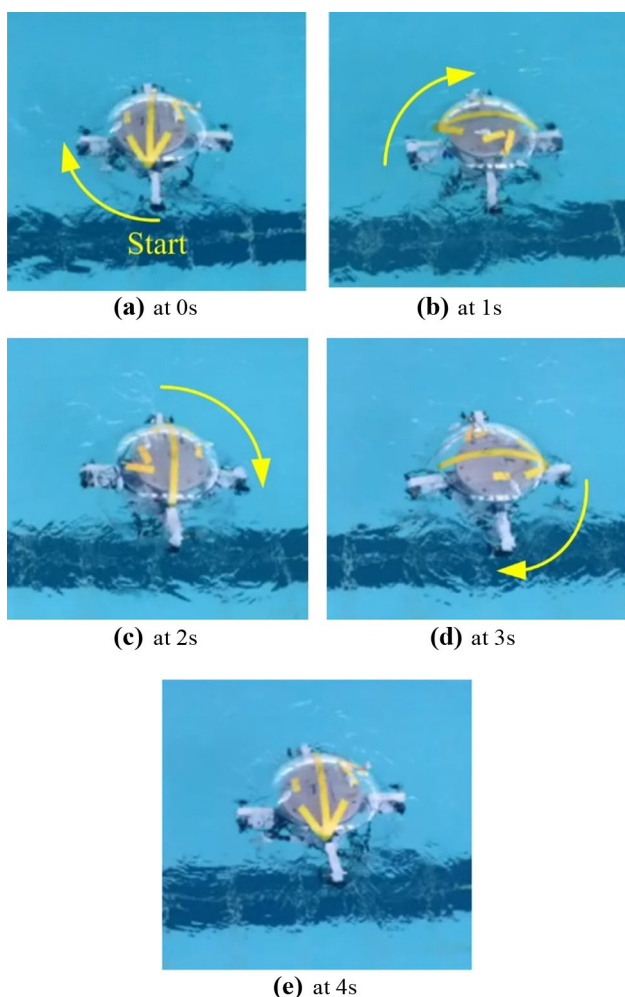 Start
(a) at 0s
(b) at 1s
(c) at 2s
(d) at 3s
(e) at 4s